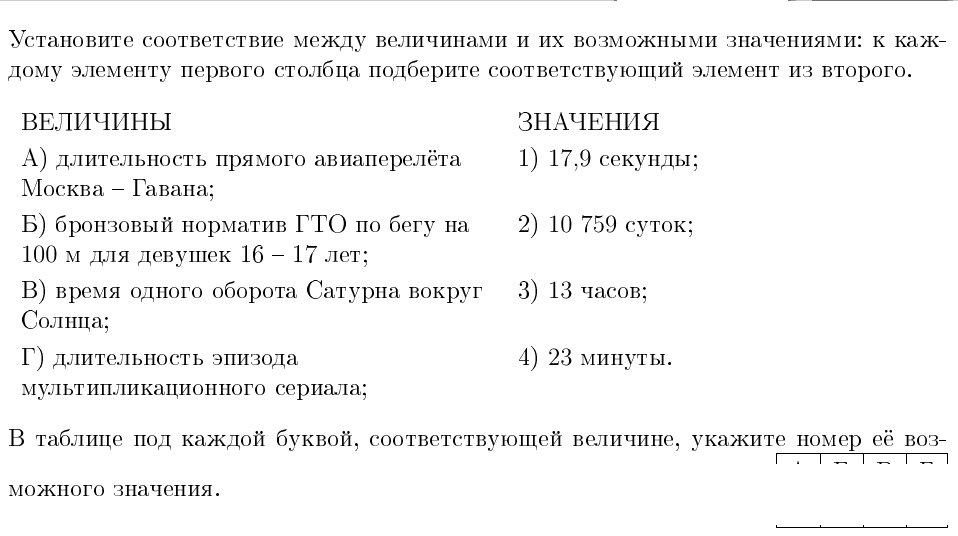 Установите соответствие между величинами и их возможными значениями: к каж-
дому элементу первого столбца подберите соответствующий элемент из второго.
ВЕЛИЧИНЫ
ЗНАЧЕНИЯ
А) длительность прямого авиаперелёта
Москва – Гавана;
1) 17,9 секунды;
Б) бронзовый норматив ГТО по бегу на
100 м для девушек 16 – 17 лет;
2) 10 759 суток;
В) время одного оборота Сатурна вокруг
Солнца;
3) 13 часов;
Г) длительность эпизода
мультипликационного сериала;
4) 23 минуты.
В таблице под каждой буквой, соответствующей величине, укажите номер её воз-
можного значения.